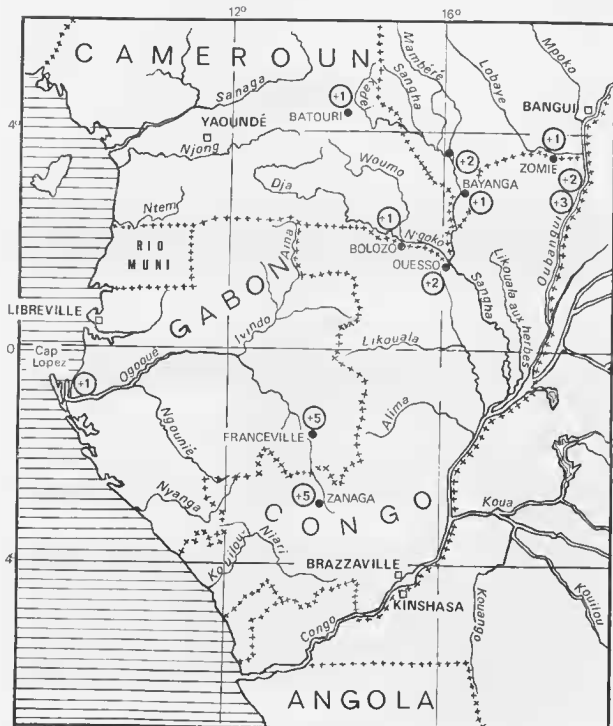 12° 16°
CAMEROUN
Sanaga
Kadé
Mambéré
Sangha
Lobaye
Mpoko
BANGUI
+1
BATOURI
4°
YAOUNDÉ
Njong
Woumo
+2
+1
ZOMIE
Dja
BAYANGA
+1
+2
+3
Ntem
+1
N'goko
Oubangui
RIO
MUNI
Aina
BOLOZO
OUESSO
+2
Sangha
Likouala aux herbes
GABON
LIBREVILLE
Ivindo
Likouala
0
Cap
Lopez
+1
Ogooué
Ngounié
+5
FRANCEVILLE
Alima
Nyanga
+5
ZANAGA
CONGO
Koua
Kouilou
Niari
4°
BRAZZAVILLE
KINSHASA
Congo
Kouango
Kouilou
ANGOLA